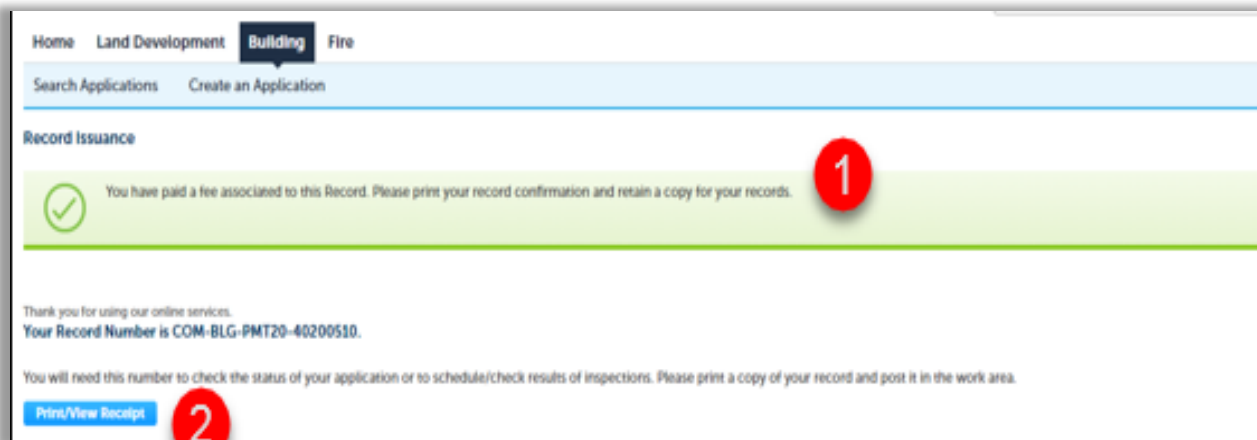 Home Land Development Building Fire
Search Applications Create an Application
Record Issuance
You have paid a fee associated to this Record. Please print your record confirmation and retain a copy for your records.
1
Thank you for using our online services.
Your Record Number is COM-BLG-PMT20-40200510.
You will need this number to check the status of your application or to schedule/check results of inspections. Please print a copy of your record and post it in the work area.
Print/View Receipt
2